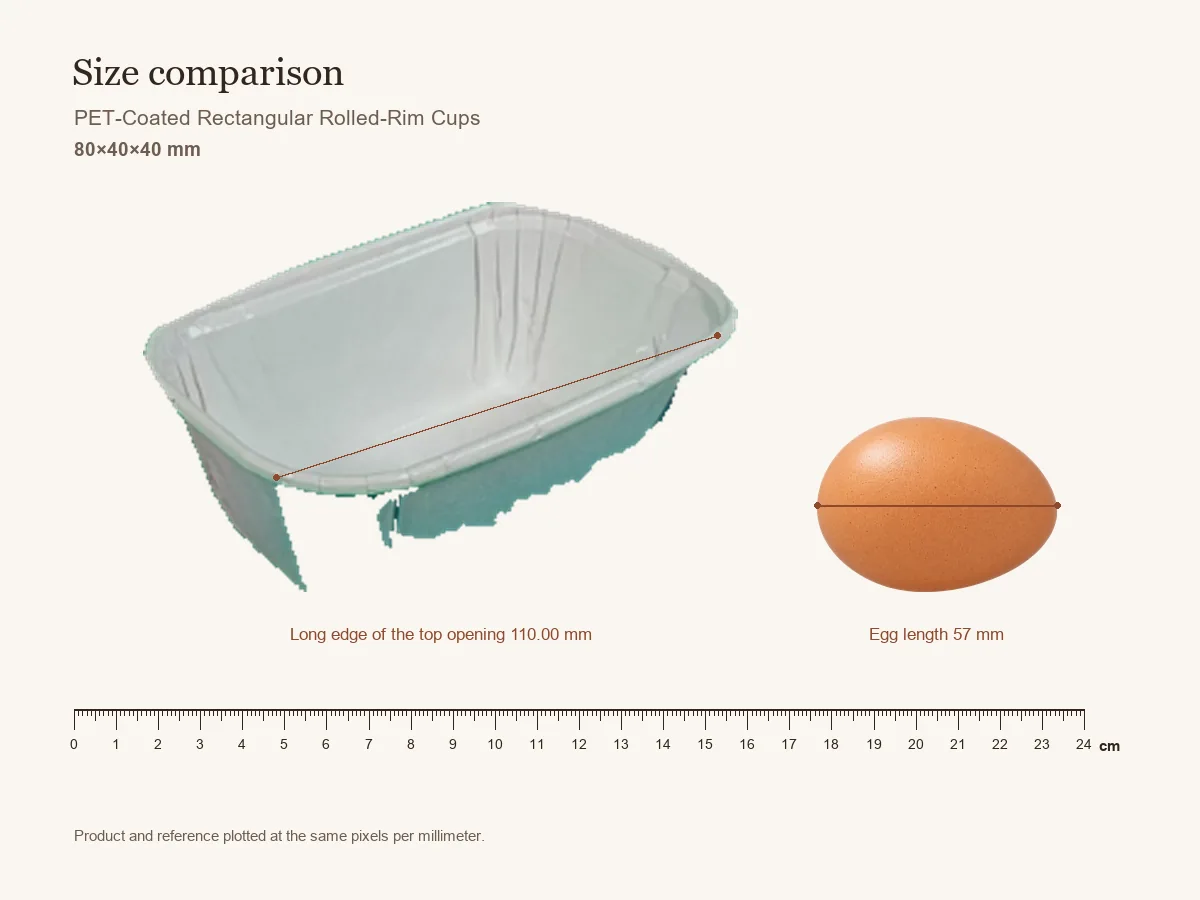 Size comparison
PET-Coated Rectangular Rolled-Rim Cups
80×40×40 mm
Long edge of the top opening 110.00 mm
Egg length 57 mm
0 1 2 3 4 5 6 7 8 9 10 11 12 13 14 15 16 17 18 19 20 21 22 23 24 cm
Product and reference plotted at the same pixels per millimeter.